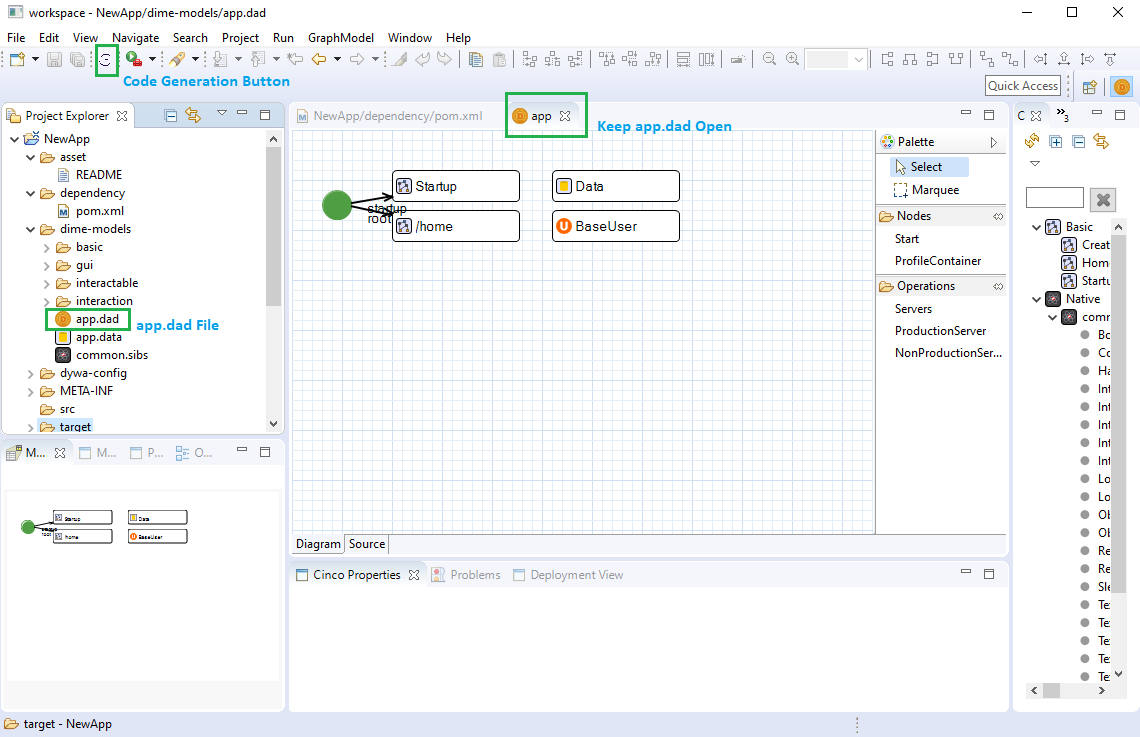 workspace - NewApp/dime-models/app.dad
File Edit View Navigate Search Project Run GraphModel Window Help
Code Generation Button
Quick Access
Project Explorer
NewApp
asset
README
dependency
pom.xml
dime-models
basic
gui
interactable
interaction
app.dad
app.dad File
app.data
common.sibs
dywa-config
META-INF
src
target
NewApp/dependency/pom.xml
app
Keep app.dad Open
Startup
Data
startup
root
/home
BaseUser
Palette
Select
Marquee
Nodes
Start
ProfileContainer
Operations
Servers
ProductionServer
NonProductionSer...
C
3
Basic
Creat
Hom
Startu
Native
comr
Bo
Co
Ha
Int
Int
Int
Int
Int
Lo
Lo
Ob
Ob
Re
Re
Sle
Te
Te
Te
Te
Te
M... M... P... O...
Startup
Data
startup
root
/home
BaseUser
Diagram Source
Cinco Properties Problems Deployment View
target - NewApp